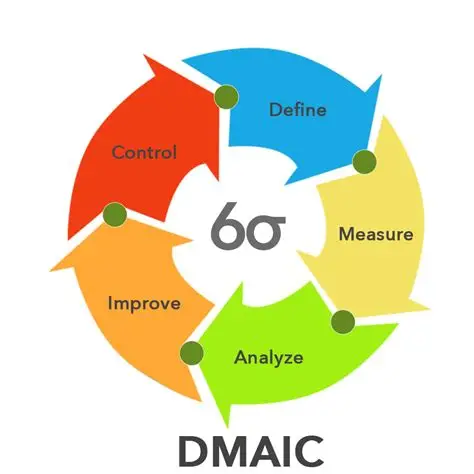 Define
Measure
Analyze
Improve
Control
6σ
DMAIC